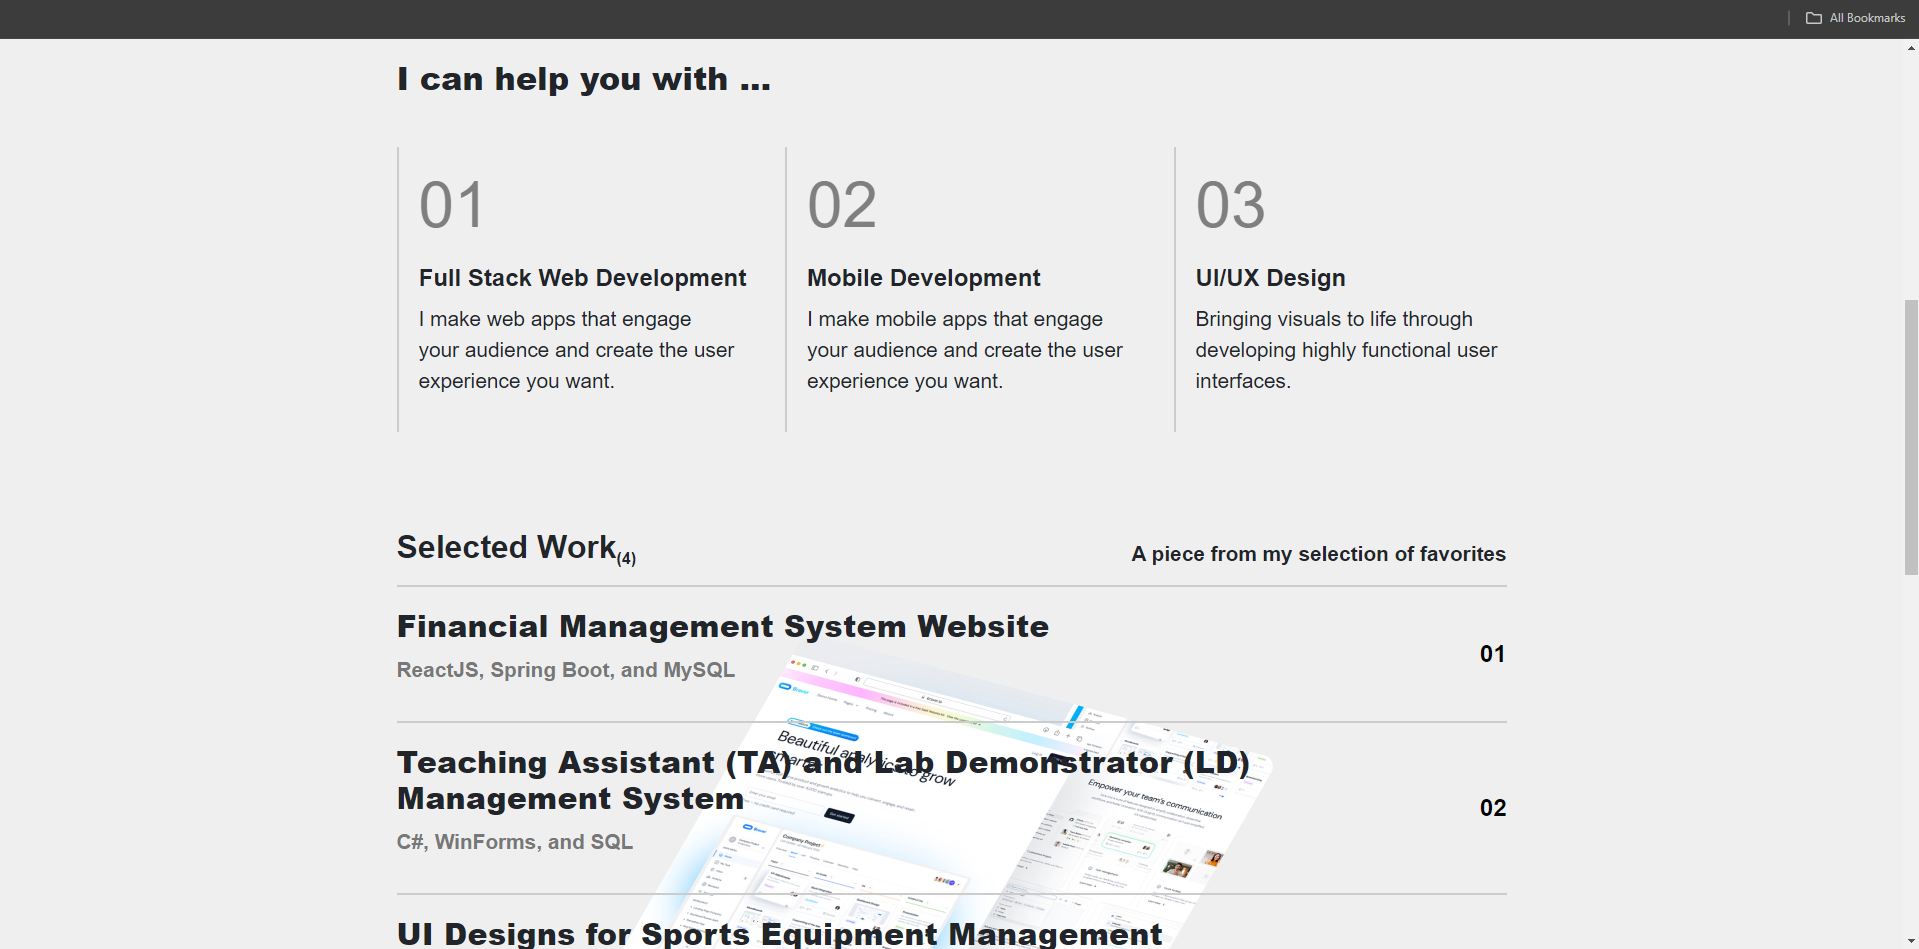 All Bookmarks
I can help you with ...
01
Full Stack Web Development
I make web apps that engage
your audience and create the user
experience you want.
02
Mobile Development
I make mobile apps that engage
your audience and create the user
experience you want.
03
UI/UX Design
Bringing visuals to life through
developing highly functional user
interfaces.
Selected Work(4)
A piece from my selection of favorites
Financial Management System Website
ReactJS, Spring Boot, and MySQL
01
Teaching Assistant (TA) and Lab Demonstrator (LD)
Management System
C#, WinForms, and SQL
02
UI Designs for Sports Equipment Management
Beautiful analytics to grow
smarter
Empower your team's communication
Company Project